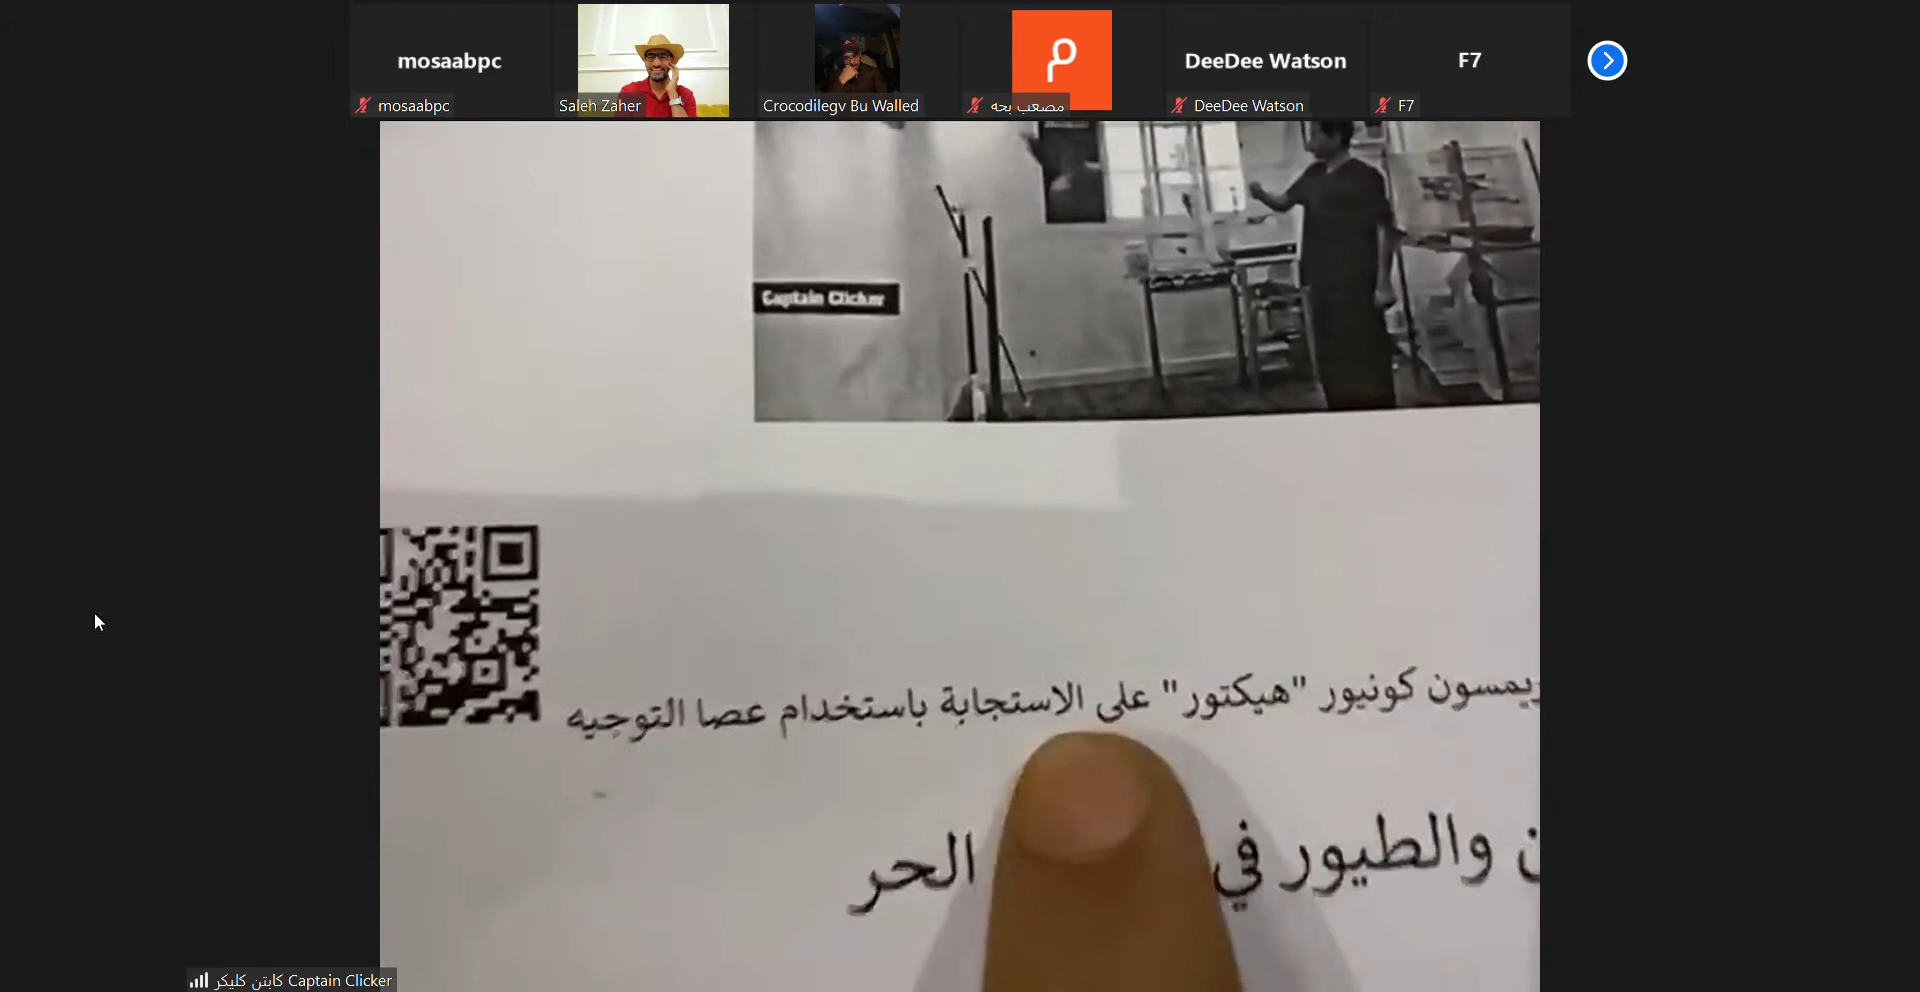 mosaabpc
DeeDee Watson
F7
mosaabpc
Saleh Zaher
Crocodilegv Bu Walled
م
مصعب بحه
DeeDee Watson
F7
Captain Clicker
كونيور "هيكتور" على الاستجابة باستخدام عصا التوجيه
والطيور في
الحر
كابتن كليكر Captain Clicker